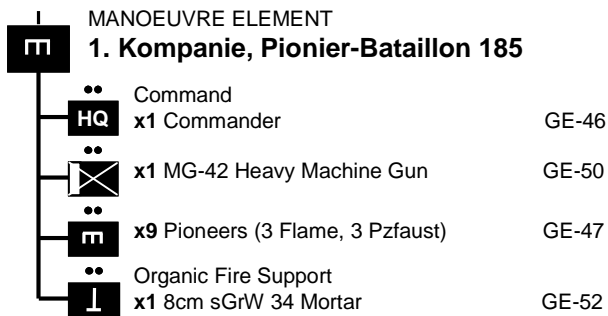 MANOEUVRE ELEMENT
1. Kompanie, Pionier-Bataillon 185
Command
HQ x1 Commander GE-46
x1 MG-42 Heavy Machine Gun GE-50
x9 Pioneers (3 Flame, 3 Pzfaust) GE-47
Organic Fire Support
x1 8cm sGrW 34 Mortar GE-52